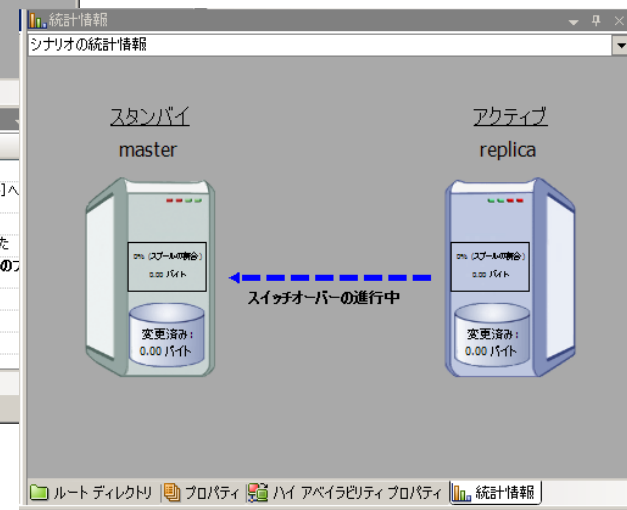 統計情報
シナリオの統計情報
スタンバイ
master
アクティブ
replica
]へ
た
のフ
0% (スプールの割合)
0.00 バイト
変更済み:
0.00 バイト
スイッチオーバーの進行中
0% (スプールの割合)
0.00 バイト
変更済み:
0.00 バイト
ルート ディレクトリ プロパティ ハイ アベイラビリティ プロパティ 統計情報